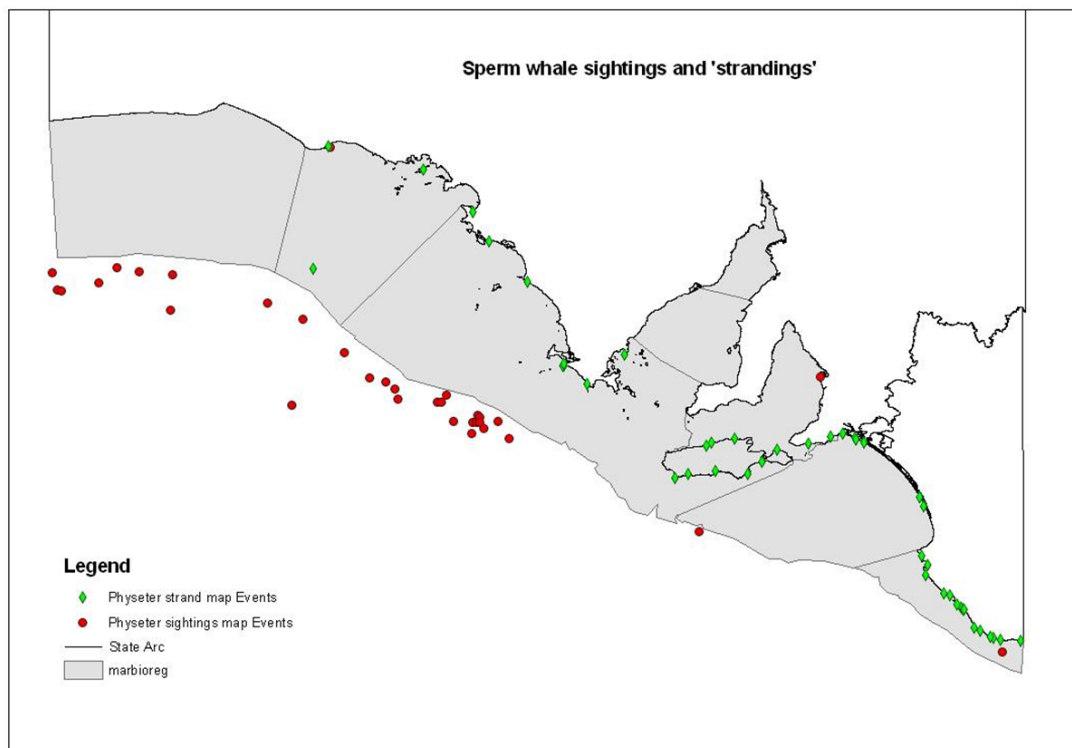 Sperm whale sightings and 'strandings'
Legend
Physeter strand map Events
Physeter sightings map Events
State Arc
marbioreg